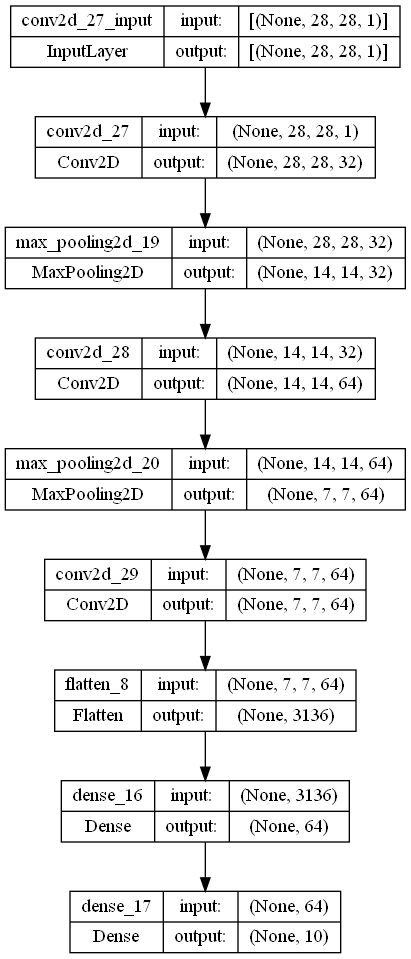 conv2d_27_input input: [(None, 28, 28, 1)]
InputLayer output: [(None, 28, 28, 1)]
conv2d_27 input: (None, 28, 28, 1)
Conv2D output: (None, 28, 28, 32)
max_pooling2d_19 input: (None, 28, 28, 32)
MaxPooling2D output: (None, 14, 14, 32)
conv2d_28 input: (None, 14, 14, 32)
Conv2D output: (None, 14, 14, 64)
max_pooling2d_20 input: (None, 14, 14, 64)
MaxPooling2D output: (None, 7, 7, 64)
conv2d_29 input: (None, 7, 7, 64)
Conv2D output: (None, 7, 7, 64)
flatten_8 input: (None, 7, 7, 64)
Flatten output: (None, 3136)
dense_16 input: (None, 3136)
Dense output: (None, 64)
dense_17 input: (None, 64)
Dense output: (None, 10)